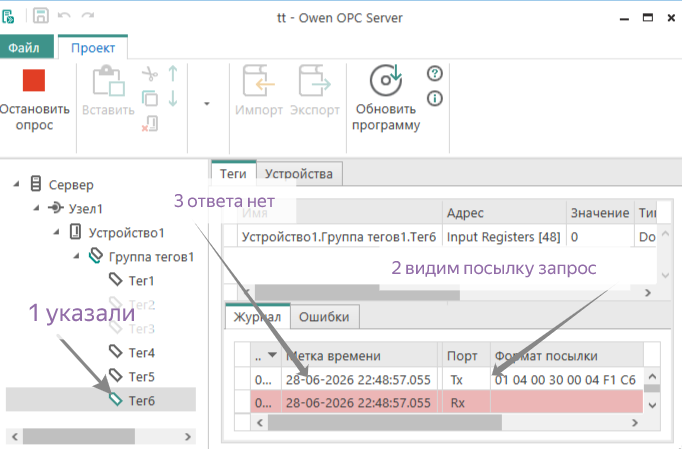 tt - Owen OPC Server
Файл
Проект
Остановить опрос
Вставить
Импорт
Экспорт
Обновить программу
Сервер
Узел1
Устройство1
Группа тегов1
Тег1
Тег2
Тег3
Тег4
Тег5
Тег6
1 указали
Теги
Устройства
3 ответа нет
Имя
Адрес
Значение
Устройство1.Группа тегов1.Тег6
Input Registers [48]
0
Do
2 видим посылку запрос
Журнал
Ошибки
..
Метка времени
Порт
Формат посылки
0...
28-06-2026 22:48:57.055
Tx
01 04 00 30 00 04 F1 C6
0...
28-06-2026 22:48:57.055
Rx